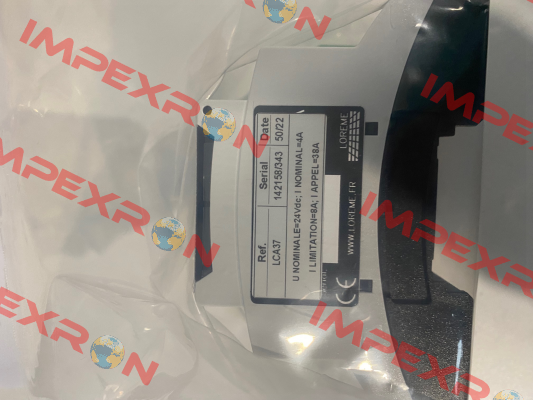 IMPEXRON
IMPEXRON
IMPEXRON
IMPEXRON
IMPEXRON
Ref. Serial Date
LCA37 142158/343 50/22
U NOMINALE=24Vdc; I NOMINAL=4A
I LIMITATION=8A; I APPEL=38A
CE WWW.LOREME.FR LOREME